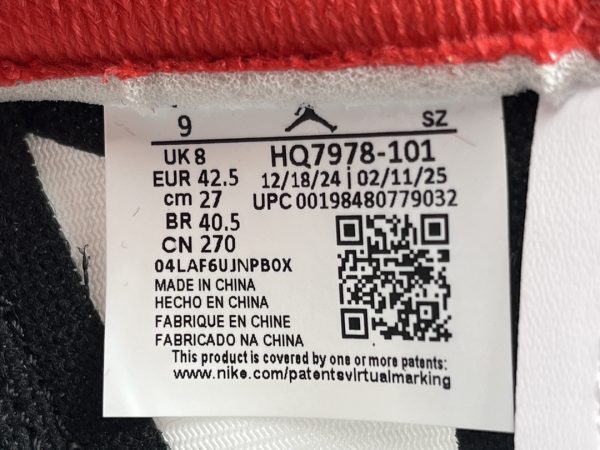 9 SZ
UK 8 HQ7978-101
EUR 42.5 12/18/24 | 02/11/25
cm 27 UPC 00198480779032
BR 40.5
CN 270
04LAF6UJNPBOX
MADE IN CHINA
HECHO EN CHINA
FABRIQUE EN CHINE
FABRICADO NA CHINA
This product is covered by one or more patents:
www.nike.com/patentsvirtualmarking